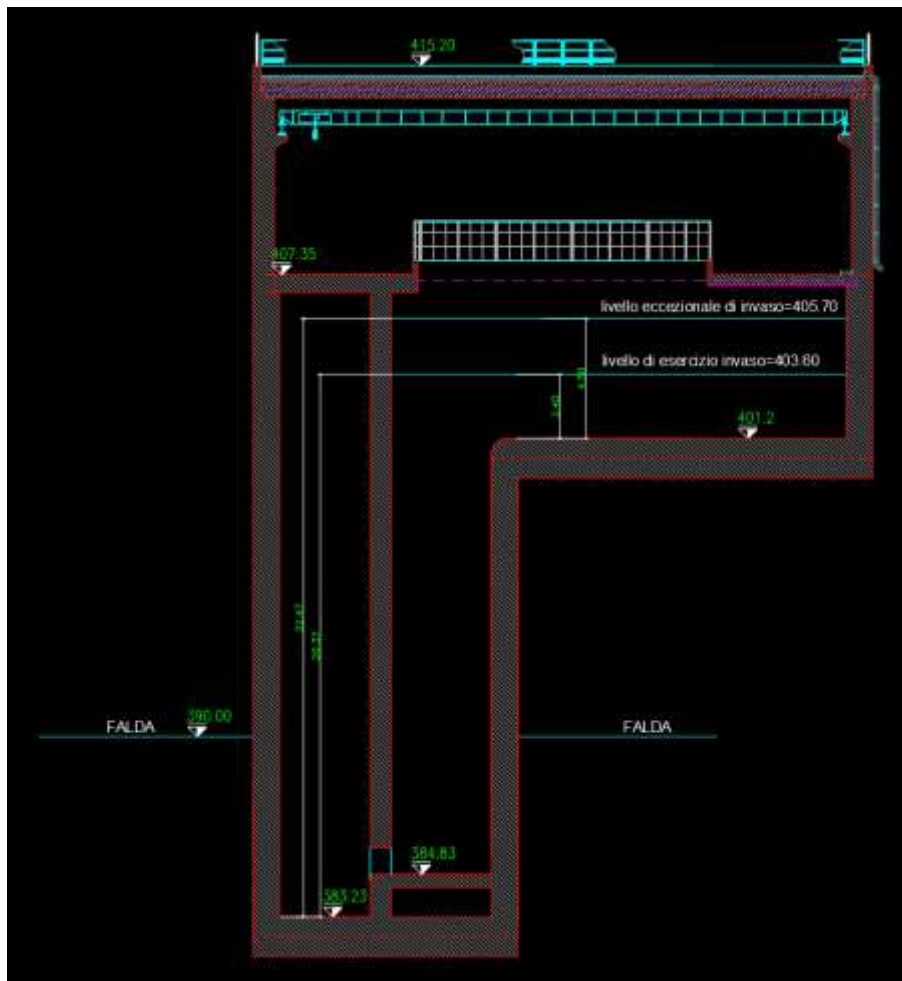 415.20
407.35
livello eccezionale di invaso=405.70
livello di esercizio invaso=403.60
401.2
390.00
FALDA
FALDA
384.83
383.23